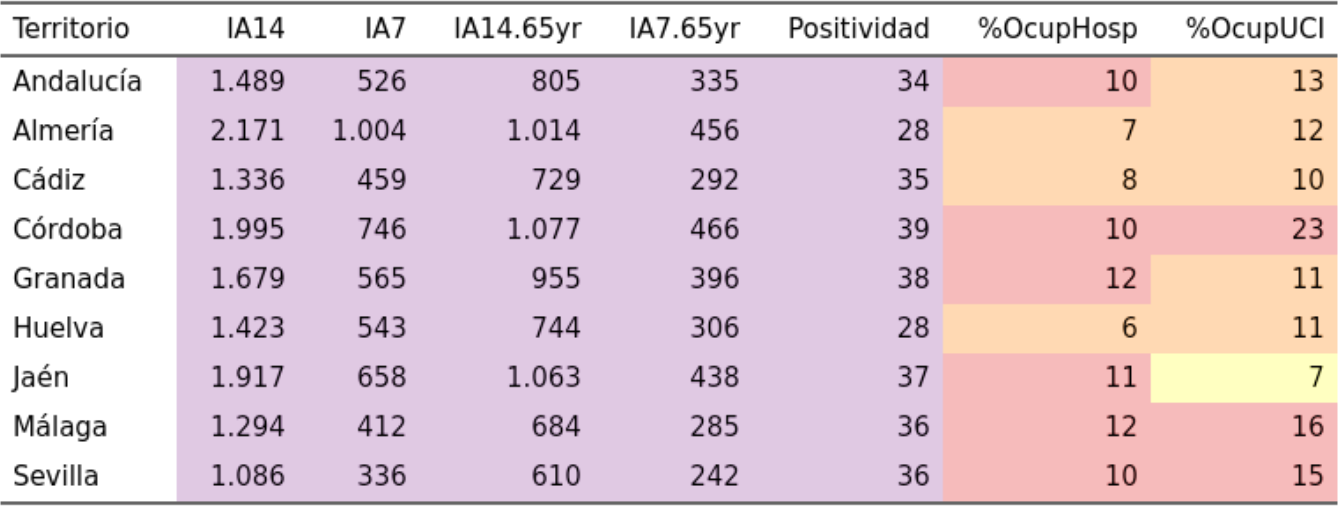 Territorio IA14 IA7 IA14.65yr IA7.65yr Positividad %OcupHosp %OcupUCI
Andalucía 1.489 526 805 335 34 10 13
Almería 2.171 1.004 1.014 456 28 7 12
Cádiz 1.336 459 729 292 35 8 10
Córdoba 1.995 746 1.077 466 39 10 23
Granada 1.679 565 955 396 38 12 11
Huelva 1.423 543 744 306 28 6 11
Jaén 1.917 658 1.063 438 37 11 7
Málaga 1.294 412 684 285 36 12 16
Sevilla 1.086 336 610 242 36 10 15